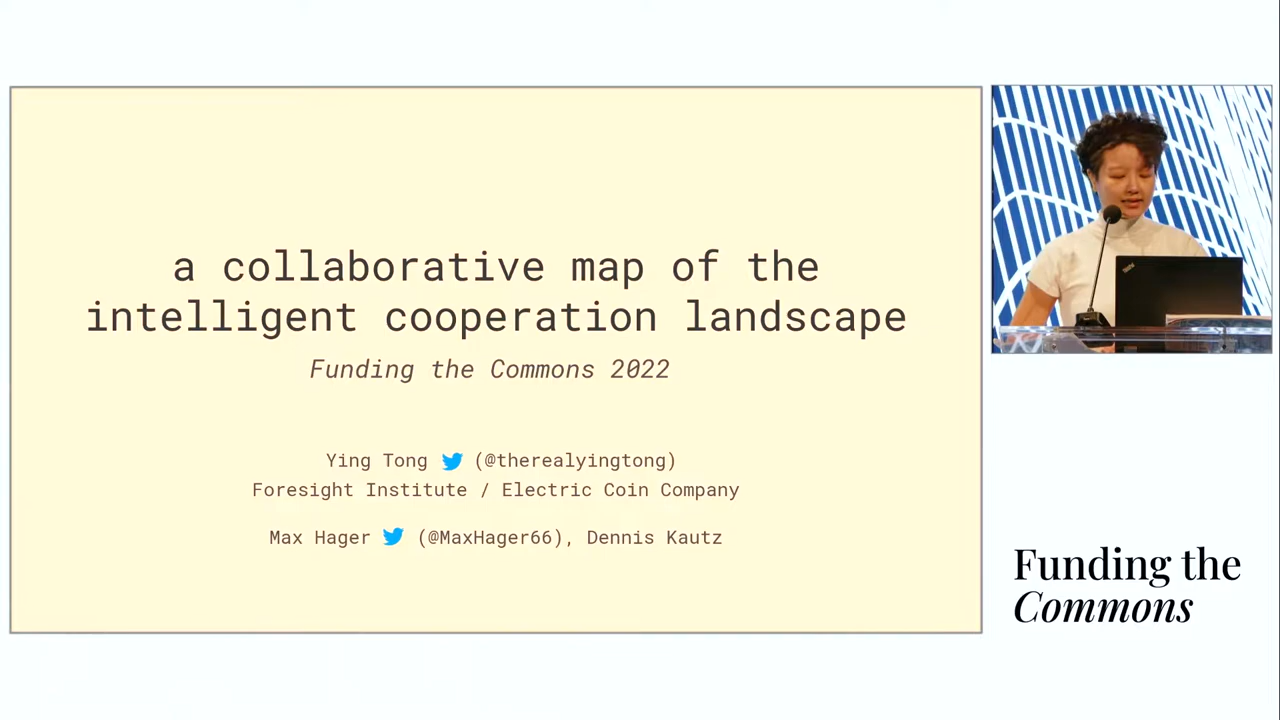 a collaborative map of the
intelligent cooperation landscape
Funding the Commons 2022
Ying Tong (@therealyingtong)
Foresight Institute / Electric Coin Company
Max Hager (@MaxHager66), Dennis Kautz
ThinkPad
Funding the
Commons